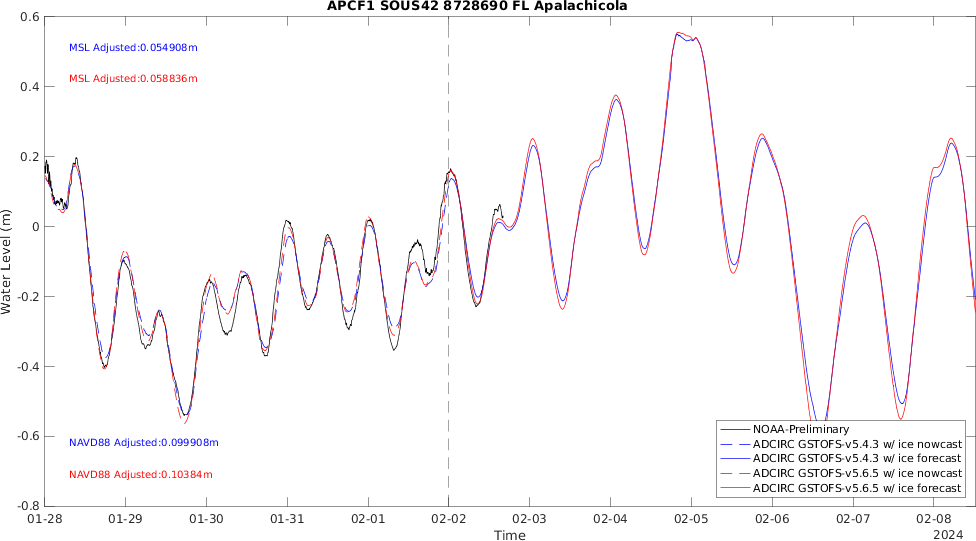 APCF1 SOUS42 8728690 FL Apalachicola
Water Level (m)
0.6
0.4
0.2
0
-0.2
-0.4
-0.6
-0.8
MSL Adjusted:0.054908m
MSL Adjusted:0.058836m
NAVD88 Adjusted:0.099908m
NAVD88 Adjusted:0.10384m
NOAA-Preliminary
ADCIRC GSTOFS-v5.4.3 w/ ice nowcast
ADCIRC GSTOFS-v5.4.3 w/ ice forecast
ADCIRC GSTOFS-v5.6.5 w/ ice nowcast
ADCIRC GSTOFS-v5.6.5 w/ ice forecast
01-28 01-29 01-30 01-31 02-01 02-02 02-03 02-04 02-05 02-06 02-07 02-08
Time
2024